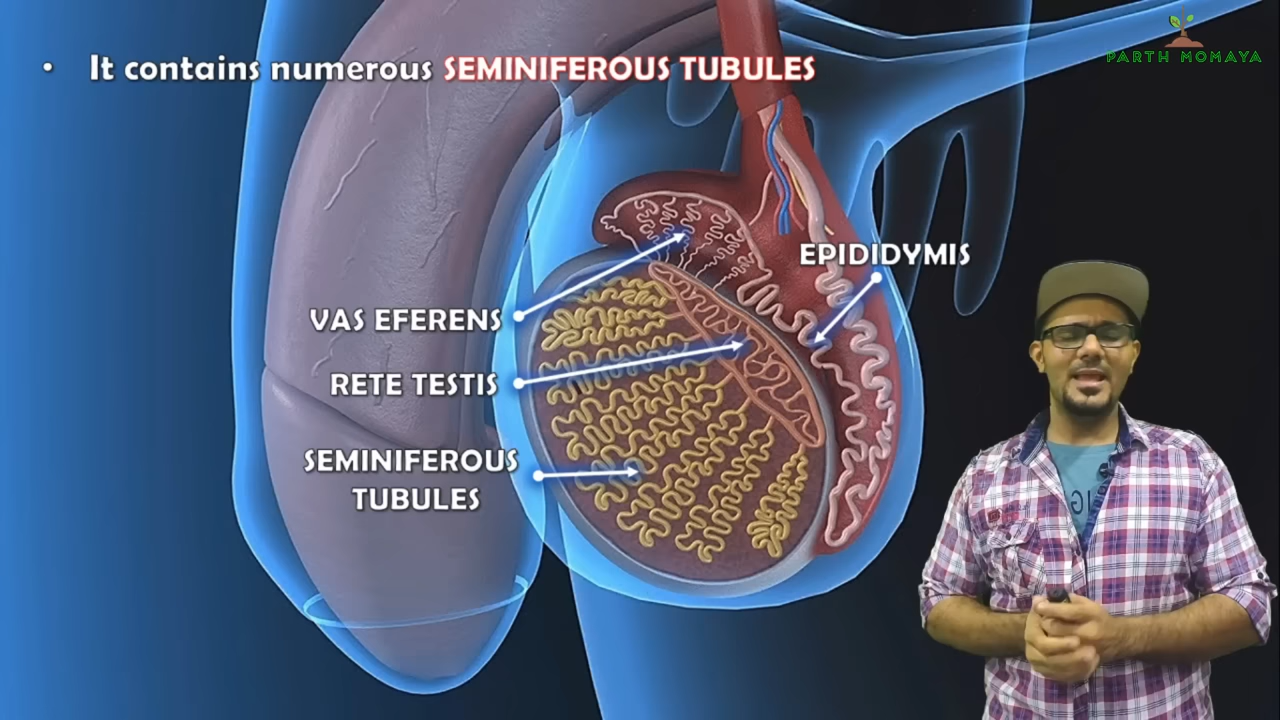 • It contains numerous SEMINIFEROUS TUBULES
PARTH MOMAYA
EPIDIDYMIS
VAS EFERENS
RETE TESTIS
SEMINIFEROUS
TUBULES